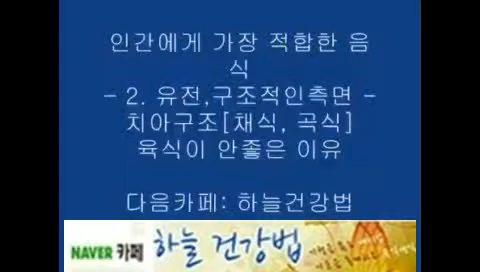 인간에게 가장 적합한 음
식
- 2. 유전,구조적인측면 -
치아구조[채식, 곡식]
육식이 안좋은 이유
다음카페: 하늘건강법
NAVER 카페 하늘 건강법